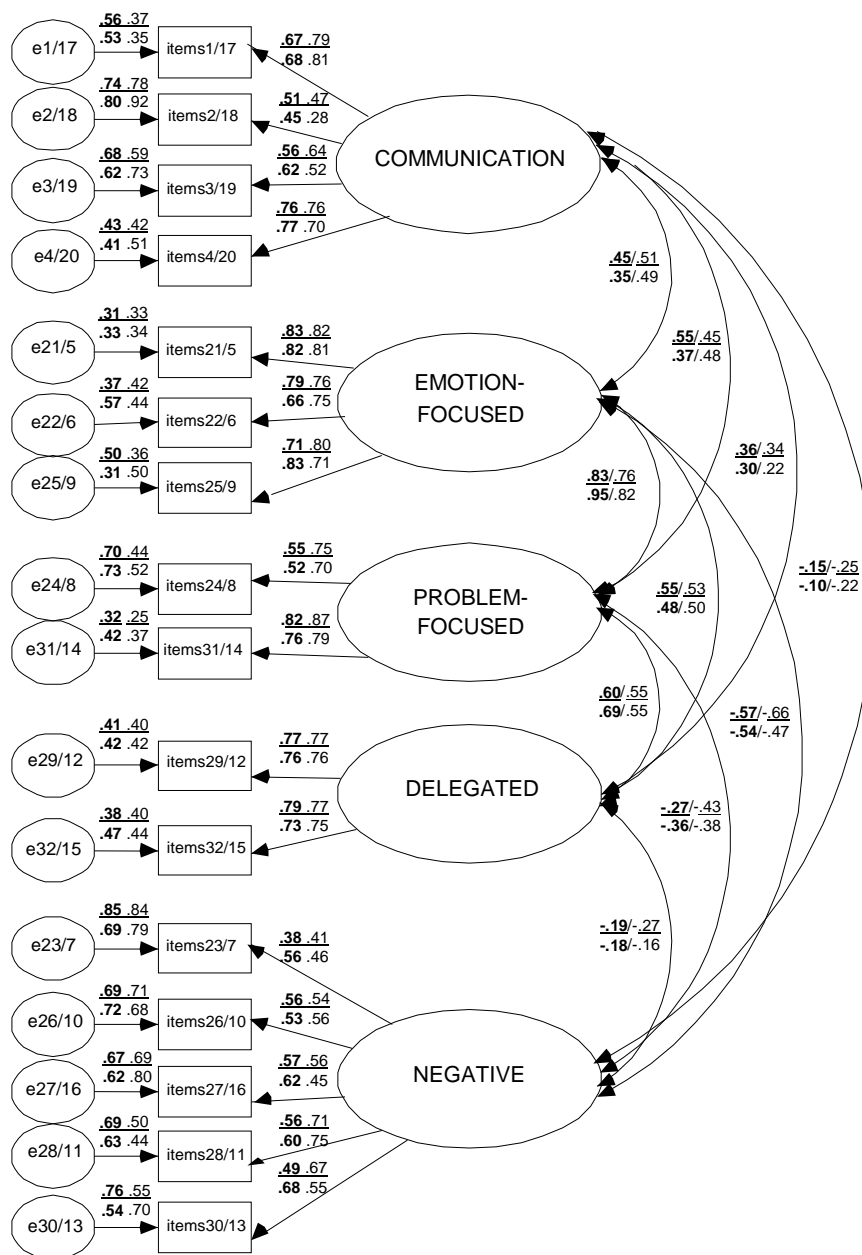 .56 .37
.53 .35
e1/17
items1/17
.67 .79
.68 .81
.74 .78
.80 .92
e2/18
items2/18
.51 .47
.45 .28
COMMUNICATION
.68 .59
.62 .73
e3/19
items3/19
.56 .64
.62 .52
.43 .42
.41 .51
e4/20
items4/20
.76 .76
.77 .70
.45/.51
.35/.49
.31 .33
.33 .34
e21/5
items21/5
.83 .82
.82 .81
.55/.45
.37/.48
.37 .42
.57 .44
e22/6
items22/6
.79 .76
.66 .75
EMOTION-
FOCUSED
.50 .36
.31 .50
e25/9
items25/9
.71 .80
.83 .71
.36/.34
.30/.22
.83/.76
.95/.82
.70 .44
.73 .52
e24/8
items24/8
.55 .75
.52 .70
-.15/-.25
-.10/-.22
PROBLEM-
FOCUSED
.55/.53
.48/.50
.32 .25
.42 .37
e31/14
items31/14
.82 .87
.76 .79
.60/.55
.69/.55
-.57/-.66
-.54/-.47
.41 .40
.42 .42
e29/12
items29/12
.77 .77
.76 .76
DELEGATED
.38 .40
.47 .44
e32/15
items32/15
.79 .77
.73 .75
-.27/-.43
-.36/-.38
.85 .84
.69 .79
e23/7
items23/7
.38 .41
.56 .46
-.19/-.27
-.18/-.16
.69 .71
.72 .68
e26/10
items26/10
.56 .54
.53 .56
.67 .69
.62 .80
e27/16
items27/16
.57 .56
.62 .45
NEGATIVE
.69 .50
.63 .44
e28/11
items28/11
.56 .71
.60 .75
.76 .55
.54 .70
e30/13
items30/13
.49 .67
.68 .55